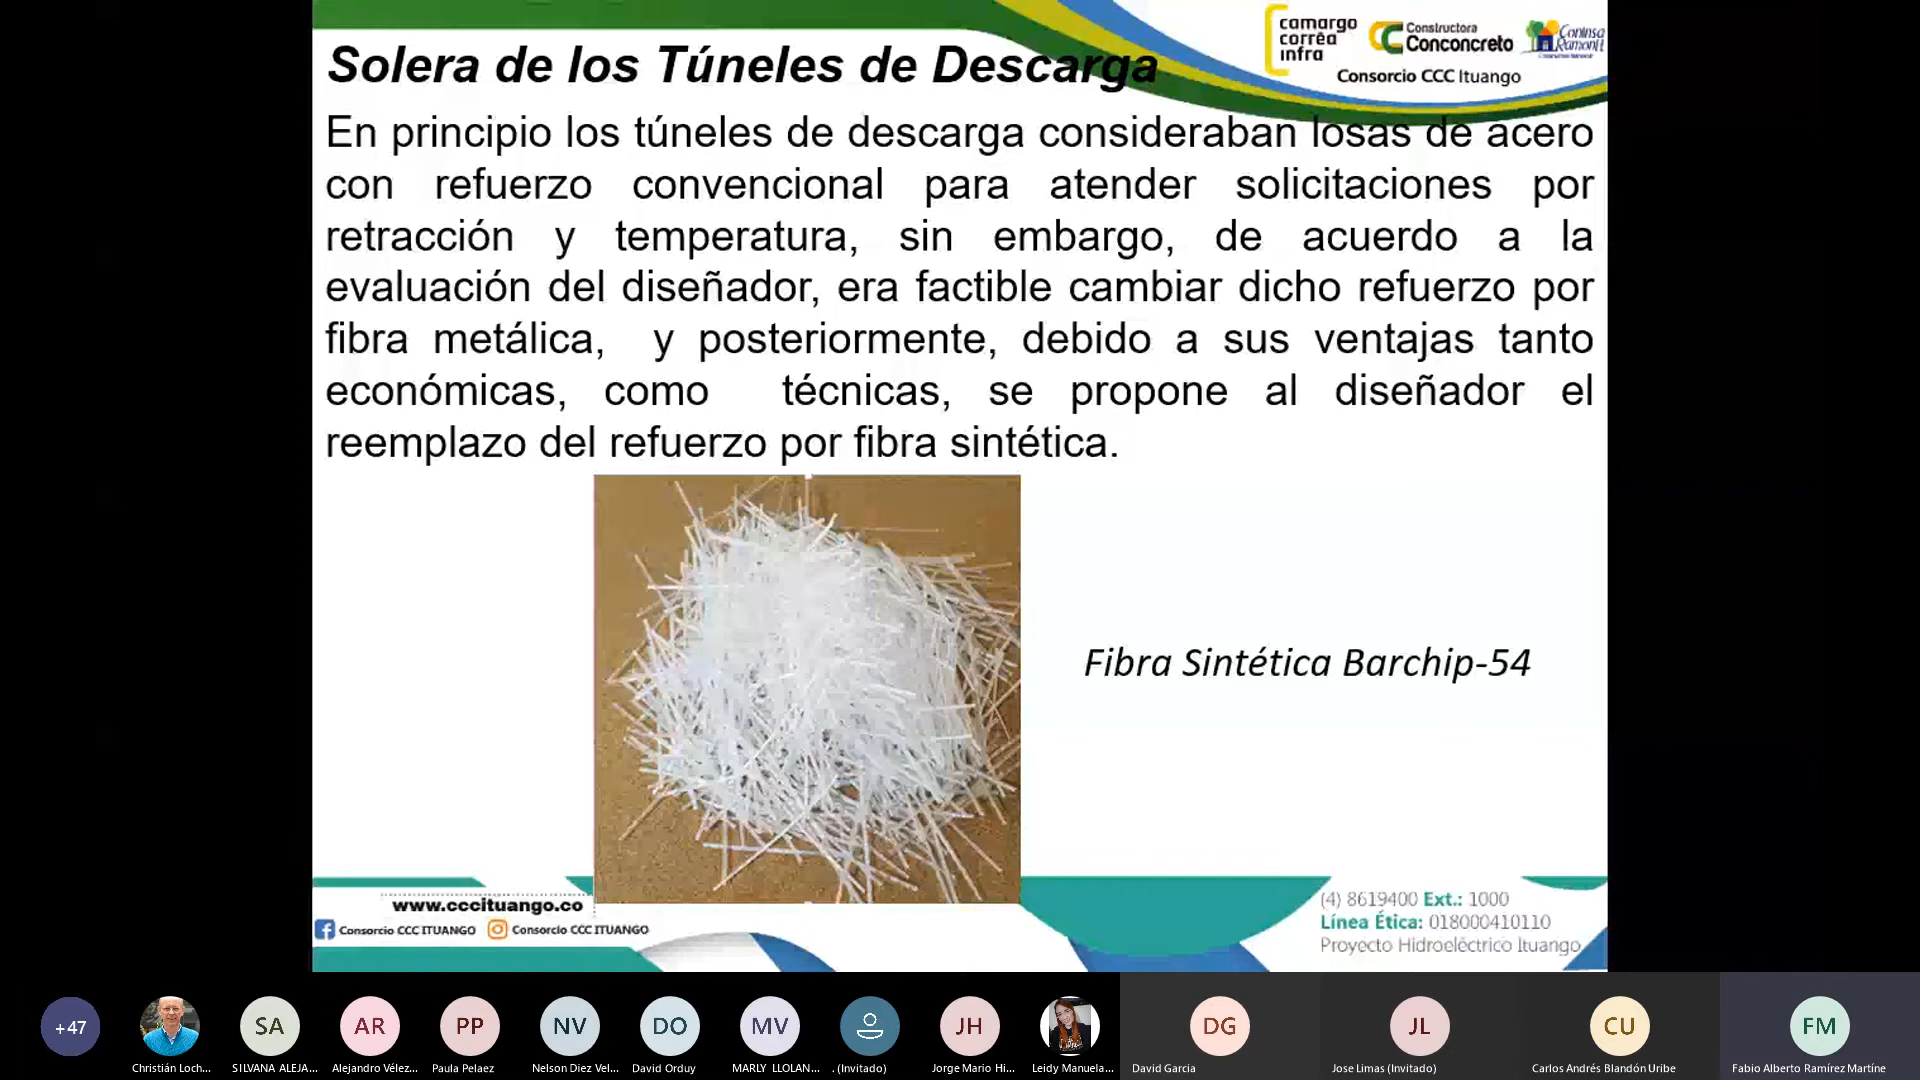 Solera de los Túneles de Descarga
camargo
corrêa
infra
Constructora
Conconcreto
Coninsa
Ramon H.
Consorcio CCC Ituango
En principio los túneles de descarga consideraban losas de acero
con refuerzo convencional para atender solicitaciones por
retracción y temperatura, sin embargo, de acuerdo a la
evaluación del diseñador, era factible cambiar dicho refuerzo por
fibra metálica, y posteriormente, debido a sus ventajas tanto
económicas, como técnicas, se propone al diseñador el
reemplazo del refuerzo por fibra sintética.
Fibra Sintética Barchip-54
www.cccituango.co
Consorcio CCC ITUANGO
Consorcio CCC ITUANGO
(4) 8619400 Ext.: 1000
Línea Ética: 018000410110
Proyecto Hidroeléctrico Ituango
+47
SA
AR
PP
NV
DO
MV
JH
DG
JL
CU
FM
Christián Loch...
SILVANA ALEJA...
Alejandro Vélez...
Paula Pelaez
Nelson Diez Vel...
David Orduy
MARLY LLOLAN...
. (Invitado)
Jorge Mario Hi...
Leidy Manuela...
David Garcia
Jose Limas (Invitado)
Carlos Andrés Blandón Uribe
Fabio Alberto Ramírez Martíne